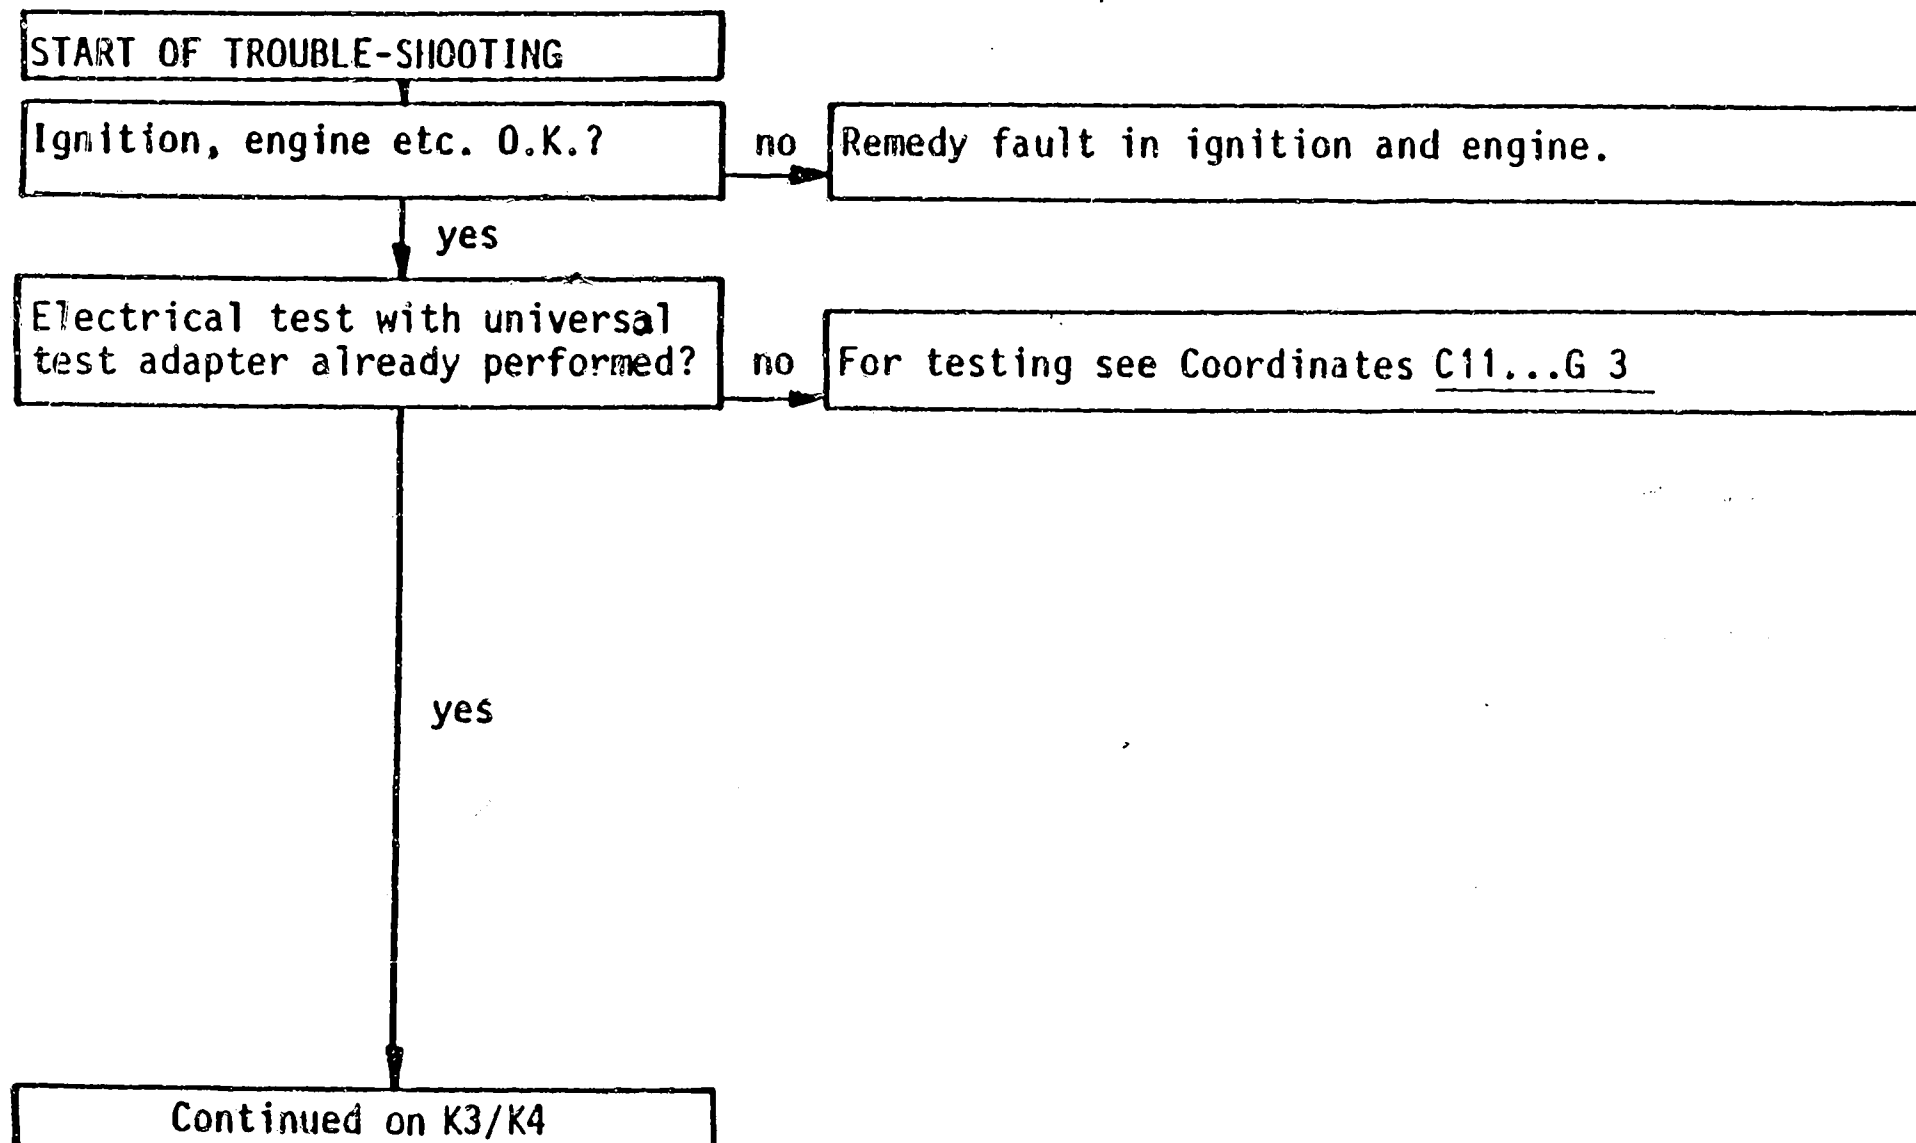 START OF TROUBLE-SHOOTING
Ignition, engine etc. O.K.?
no
Remedy fault in ignition and engine.
yes
Electrical test with universal
test adapter already performed?
no
For testing see Coordinates C11...G 3
yes
Continued on K3/K4